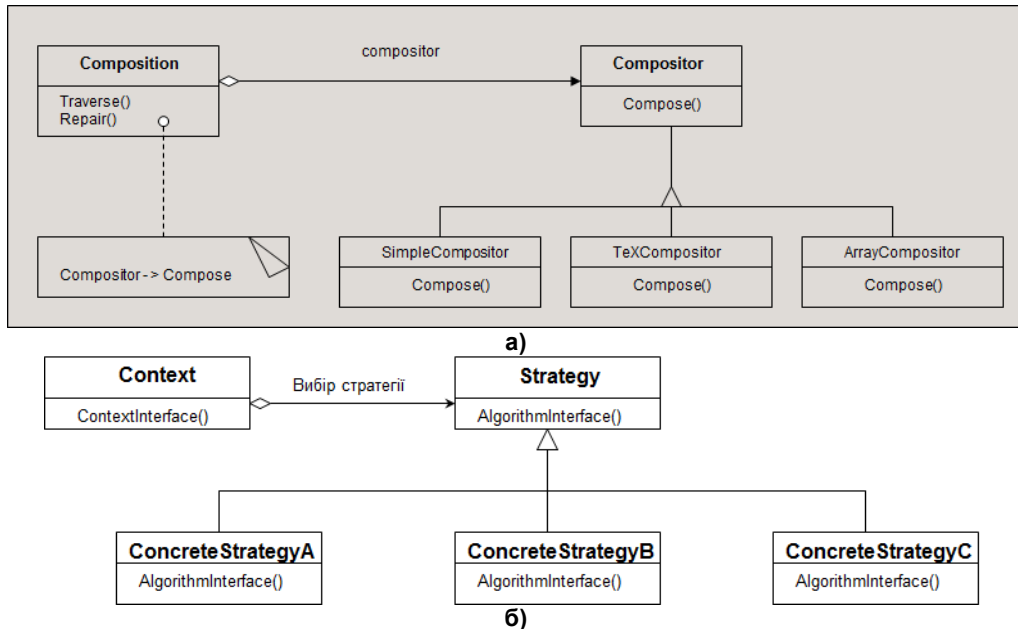 compositor
Composition
Traverse()
Repair()
Compositor
Compose()
Compositor-> Compose
SimpleCompositor
Compose()
TeXCompositor
Compose()
ArrayCompositor
Compose()
а)
Context
ContextInterface()
Вибір стратегії
Strategy
AlgorithmInterface()
ConcreteStrategyA
AlgorithmInterface()
ConcreteStrategyB
AlgorithmInterface()
ConcreteStrategyC
AlgorithmInterface()
б)